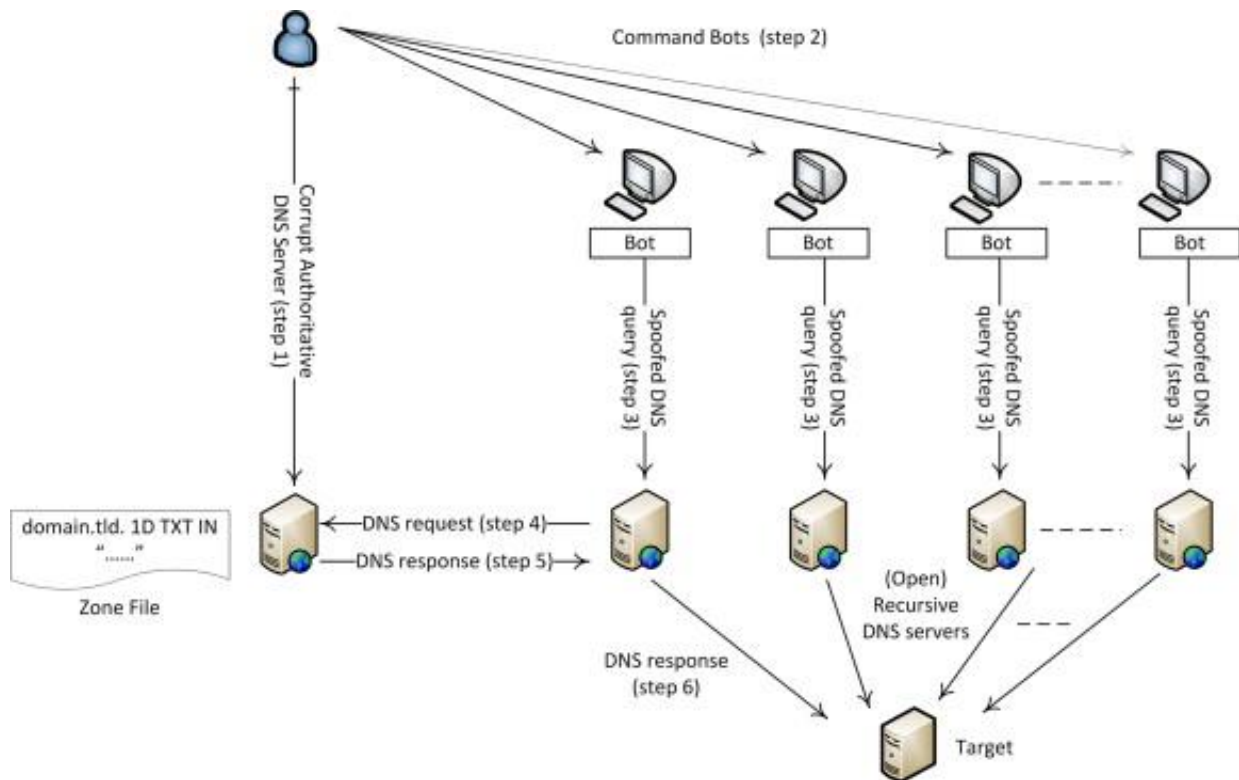 Command Bots (step 2)
Corrupt Authoritative
DNS Server (step 1)
Bot
Bot
Bot
Bot
Spoofed DNS
query (step 3)
Spoofed DNS
query (step 3)
Spoofed DNS
query (step 3)
Spoofed DNS
query (step 3)
domain.tld. 1D TXT IN
“......”
Zone File
DNS request (step 4)
DNS response (step 5)
(Open)
Recursive
DNS servers
DNS response
(step 6)
Target